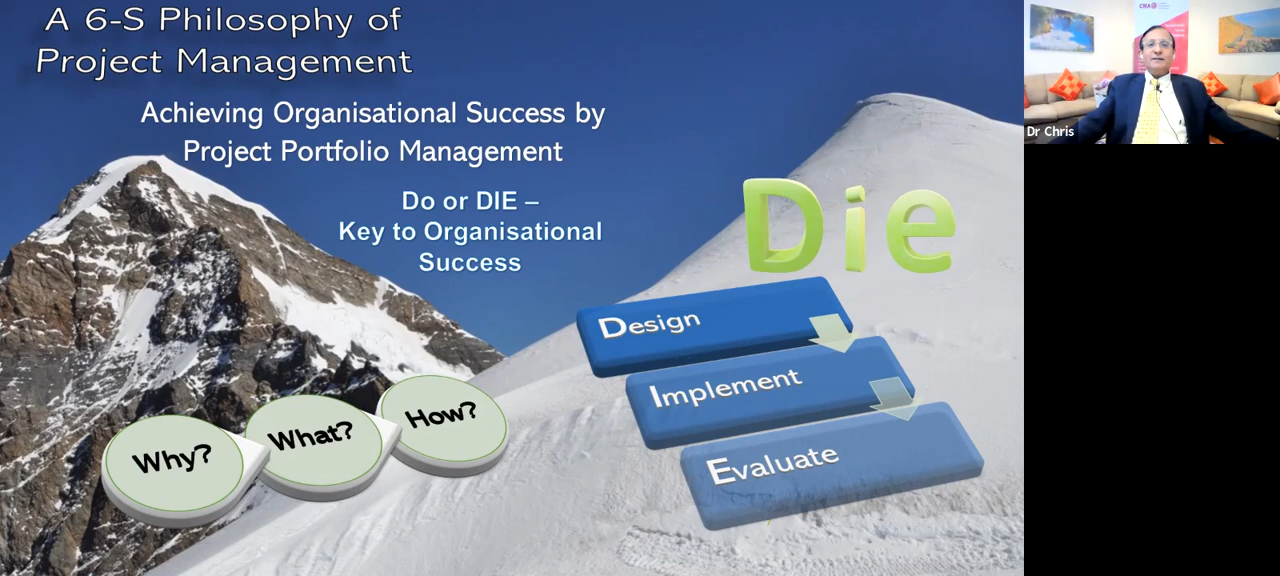 A 6-S Philosophy of
Project Management
Achieving Organisational Success by
Project Portfolio Management
Do or DIE –
Key to Organisational
Success
Die
Design
Implement
Evaluate
Why?
What?
How?
CMA
Dr Chris